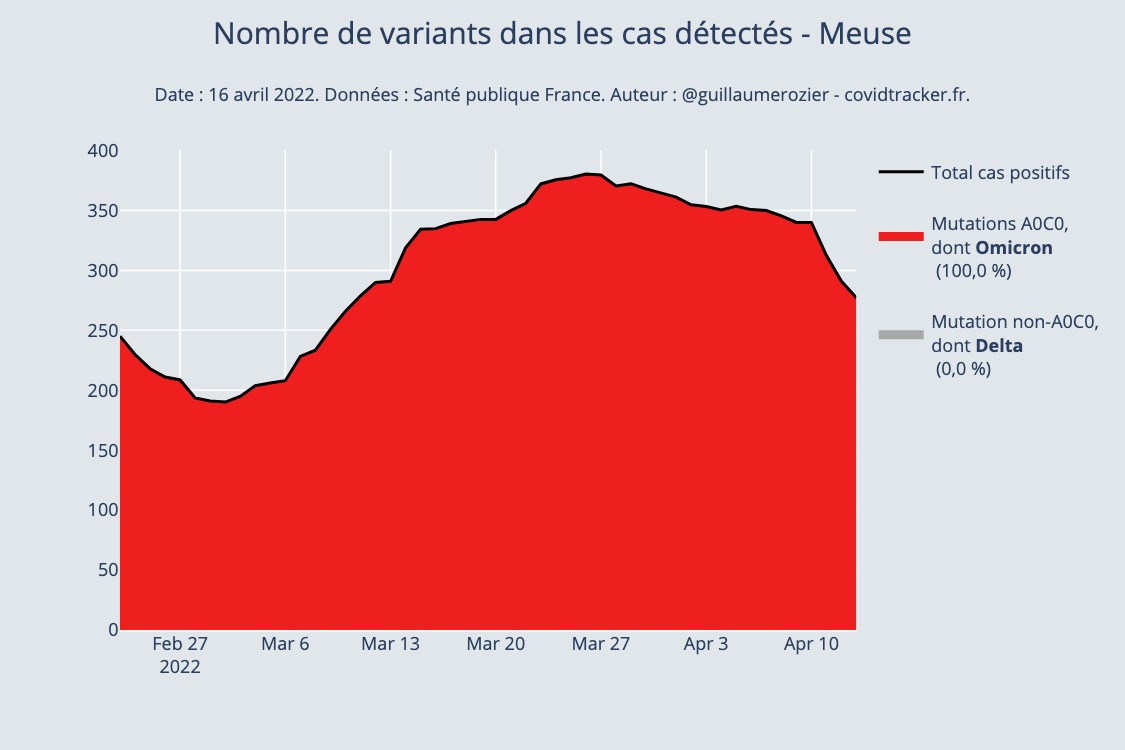 Nombre de variants dans les cas détectés - Meuse
Date : 16 avril 2022. Données : Santé publique France. Auteur : @guillaumerozier - covidtracker.fr.
400
350
300
250
200
150
100
50
0
Feb 27
2022
Mar 6
Mar 13
Mar 20
Mar 27
Apr 3
Apr 10
Total cas positifs
Mutations A0C0,
dont Omicron
(100,0 %)
Mutation non-A0C0,
dont Delta
(0,0 %)